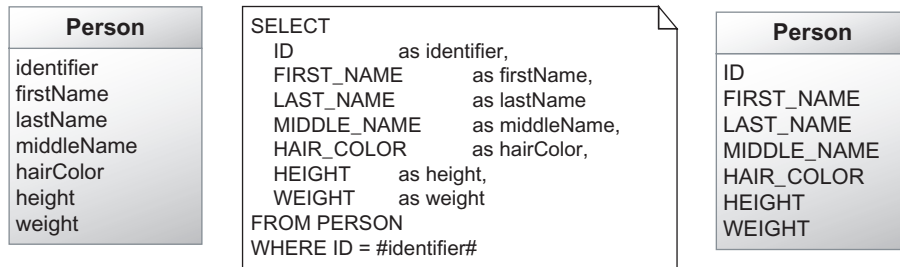 Person
identifier
firstName
lastName
middleName
hairColor
height
weight
SELECT
ID as identifier,
FIRST_NAME as firstName,
LAST_NAME as lastName
MIDDLE_NAME as middleName,
HAIR_COLOR as hairColor,
HEIGHT as height,
WEIGHT as weight
FROM PERSON
WHERE ID = #identifier#
Person
ID
FIRST_NAME
LAST_NAME
MIDDLE_NAME
HAIR_COLOR
HEIGHT
WEIGHT